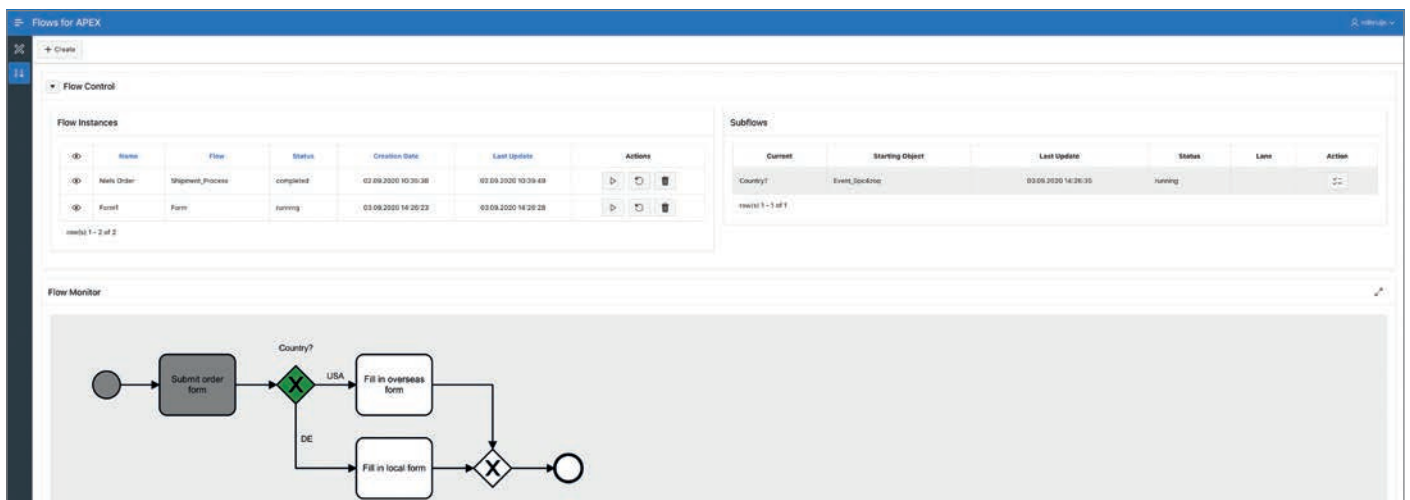 Flows for APEX
+ Create
Flow Control
Flow Instances
Name Flow Status Creation Date Last Update Actions
Niels Order Shipment_Process completed 02.09.2020 10:39:49
Form1 Form running 03.09.2020 14:26:23 03.09.2020 14:26:28
row(s) 1 - 2 of 2
Subflows
Current Starting Object Last Update Status Lane Action
Country? 03.09.2020 14:26:35 running
row(s) 1 - 1 of 1
Flow Monitor
Submit order
form
Country?
USA
DE
Fill in overseas
form
Fill in local form
X
X